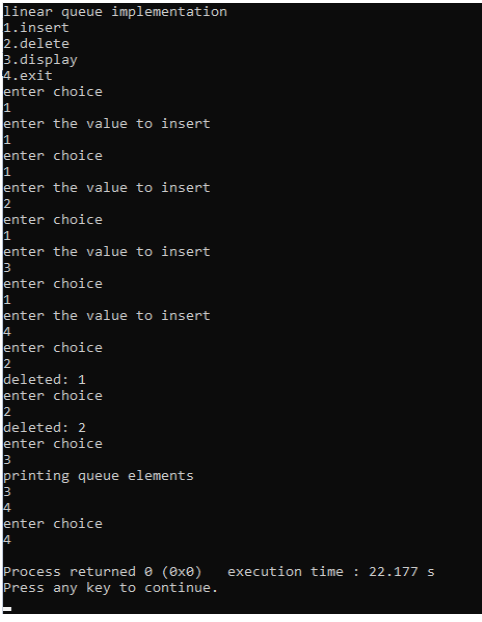 linear queue implementation
1.insert
2.delete
3.display
4.exit
enter choice
1
enter the value to insert
1
enter choice
1
enter the value to insert
2
enter choice
1
enter the value to insert
3
enter choice
1
enter the value to insert
4
enter choice
2
deleted: 1
enter choice
2
deleted: 2
enter choice
3
printing queue elements
3
4
enter choice
4
Process returned 0 (0x0)   execution time : 22.177 s
Press any key to continue.